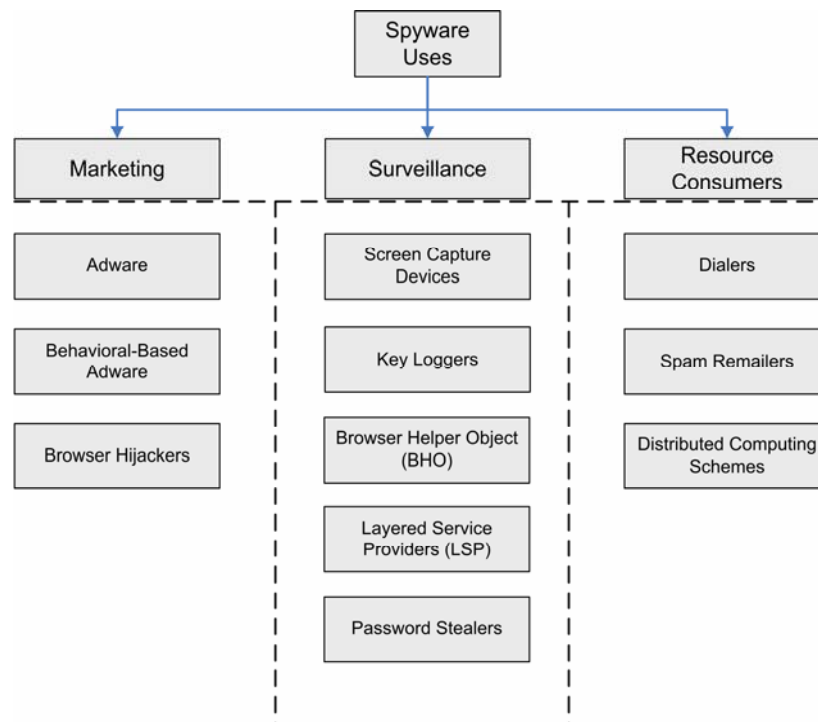 Spyware
Uses
Marketing
Surveillance
Resource
Consumers
Adware
Behavioral-Based
Adware
Browser Hijackers
Screen Capture
Devices
Key Loggers
Browser Helper Object
(BHO)
Layered Service
Providers (LSP)
Password Stealers
Dialers
Spam Remailers
Distributed Computing
Schemes